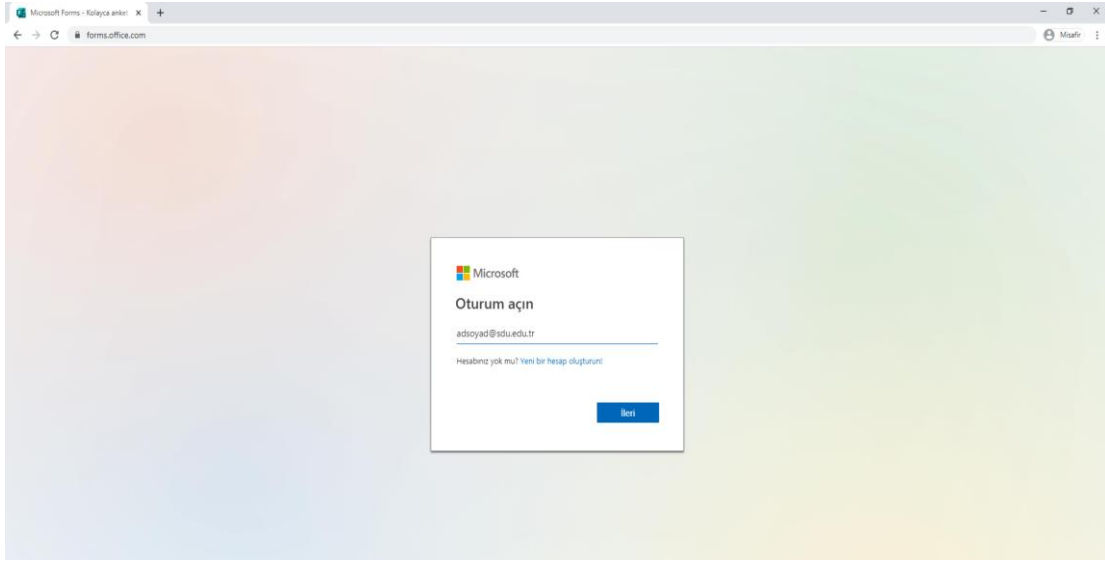 Microsoft Forms - Kolayca anket
forms.office.com
Misafir
Microsoft
Oturum açın
adsoyad@sdu.edu.tr
Hesabınız yok mu? Yeni bir hesap oluşturun!
İleri